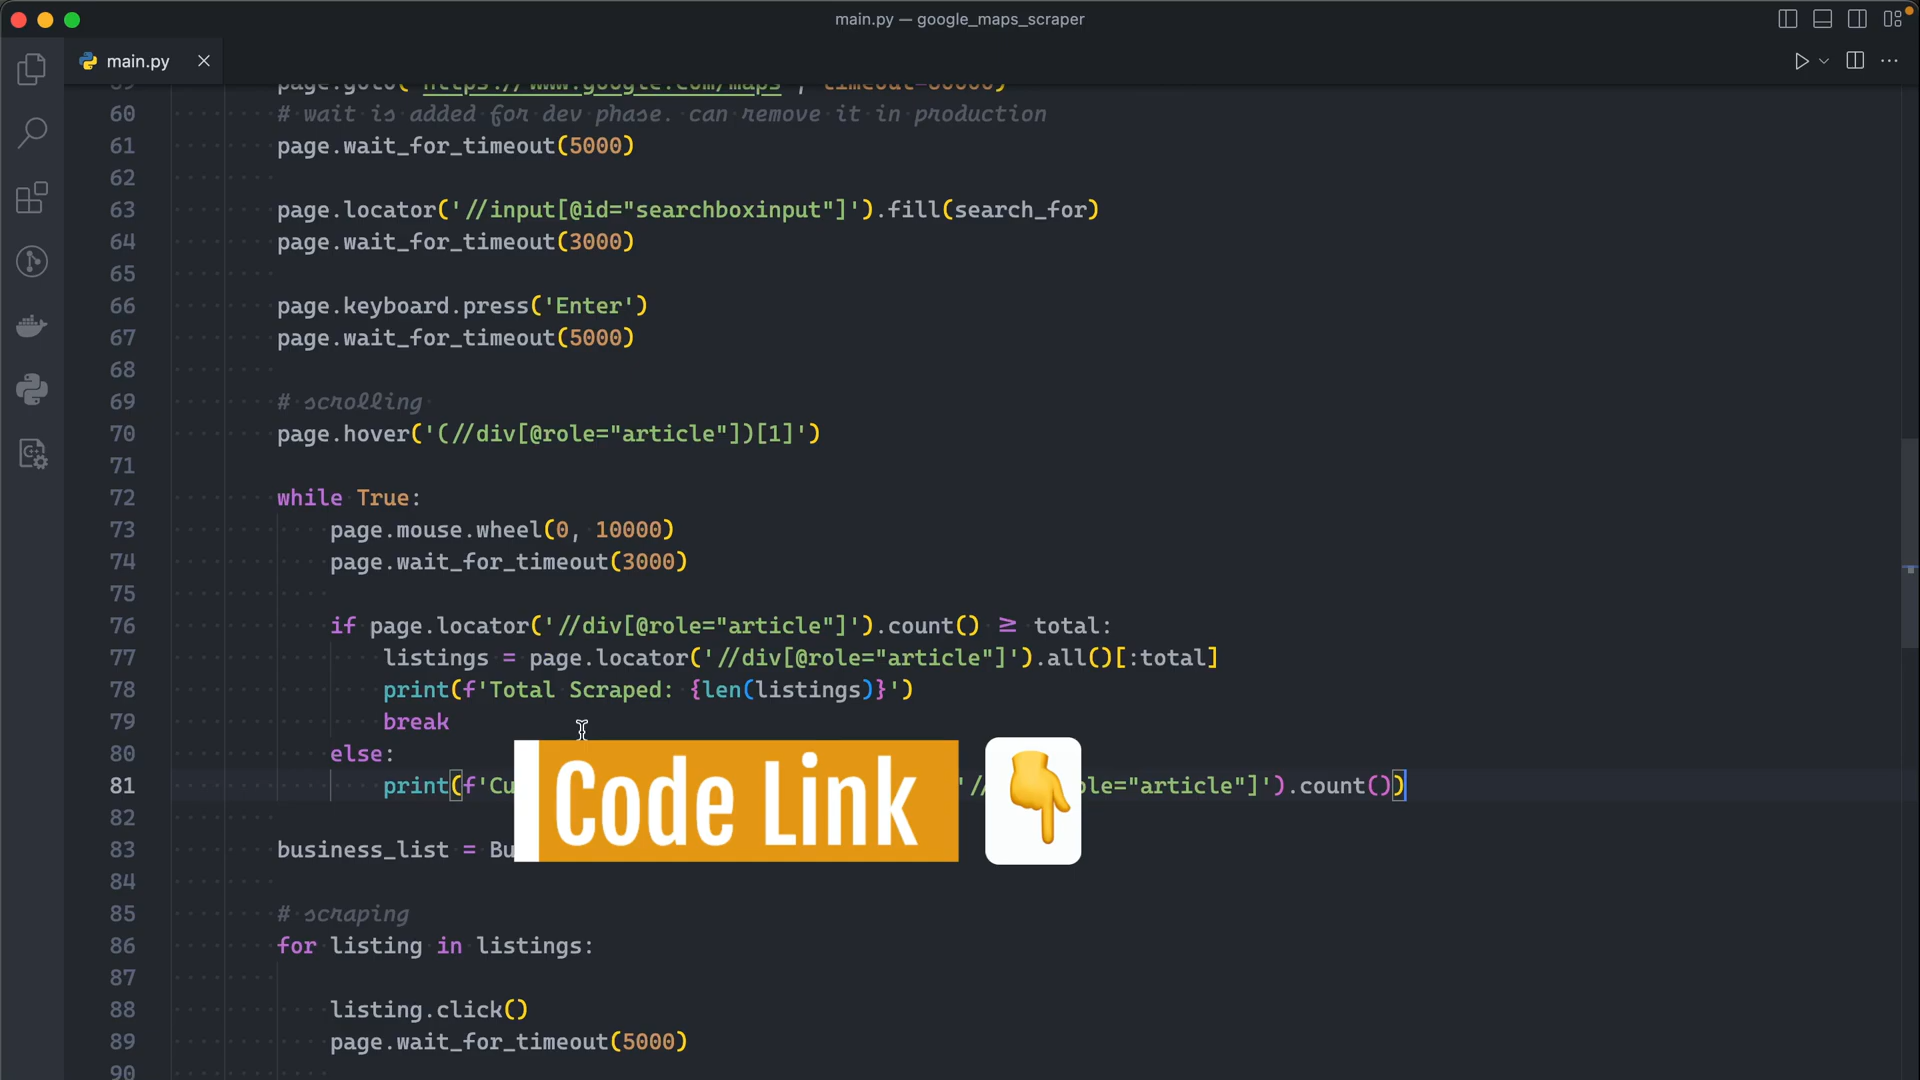 main.py — google_maps_scraper
main.py
60 # wait is added for dev phase. can remove it in production
61 page.wait_for_timeout(5000)
62
63 page.locator('//input[@id="searchboxinput"]').fill(search_for)
64 page.wait_for_timeout(3000)
65
66 page.keyboard.press('Enter')
67 page.wait_for_timeout(5000)
68
69 # scrolling
70 page.hover('(//div[@role="article"])[1]')
71
72 while True:
73 page.mouse.wheel(0, 10000)
74 page.wait_for_timeout(3000)
75
76 if page.locator('//div[@role="article"]').count() ≥ total:
77 listings = page.locator('//div[@role="article"]').all()[:total]
78 print(f'Total Scraped: {len(listings)}')
79 break
80 else:
81 print(f'Cu '// le="article"]').count())
82
83 business_list = Bu
84
85 # scraping
86 for listing in listings:
87
88 listing.click()
89 page.wait_for_timeout(5000)
90
Code Link